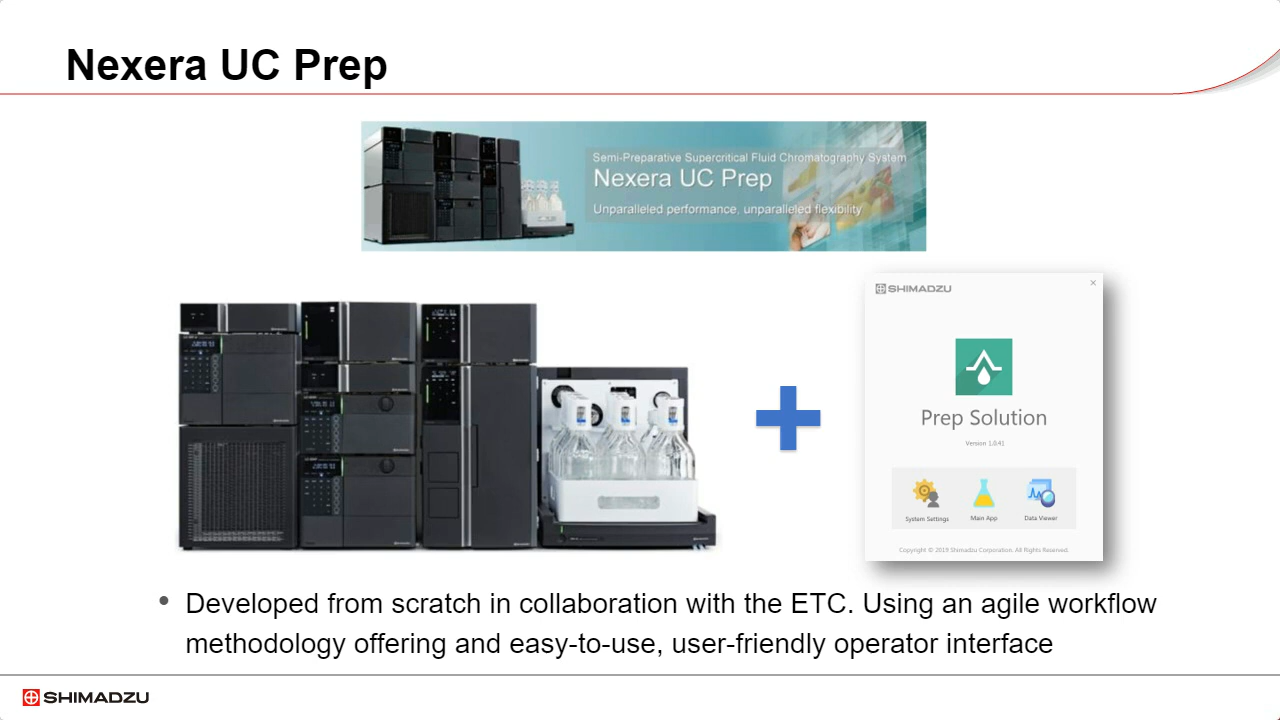 Nexera UC Prep
Semi-Preparative Supercritical Fluid Chromatography System
Nexera UC Prep
Unparalleled performance, unparalleled flexibility
SHIMADZU
×
Prep Solution
Version 1.0.41
System Settings
Main App
Data Viewer
Copyright © 2019 Shimadzu Corporation. All Rights Reserved.
• Developed from scratch in collaboration with the ETC. Using an agile workflow
methodology offering and easy-to-use, user-friendly operator interface
SHIMADZU